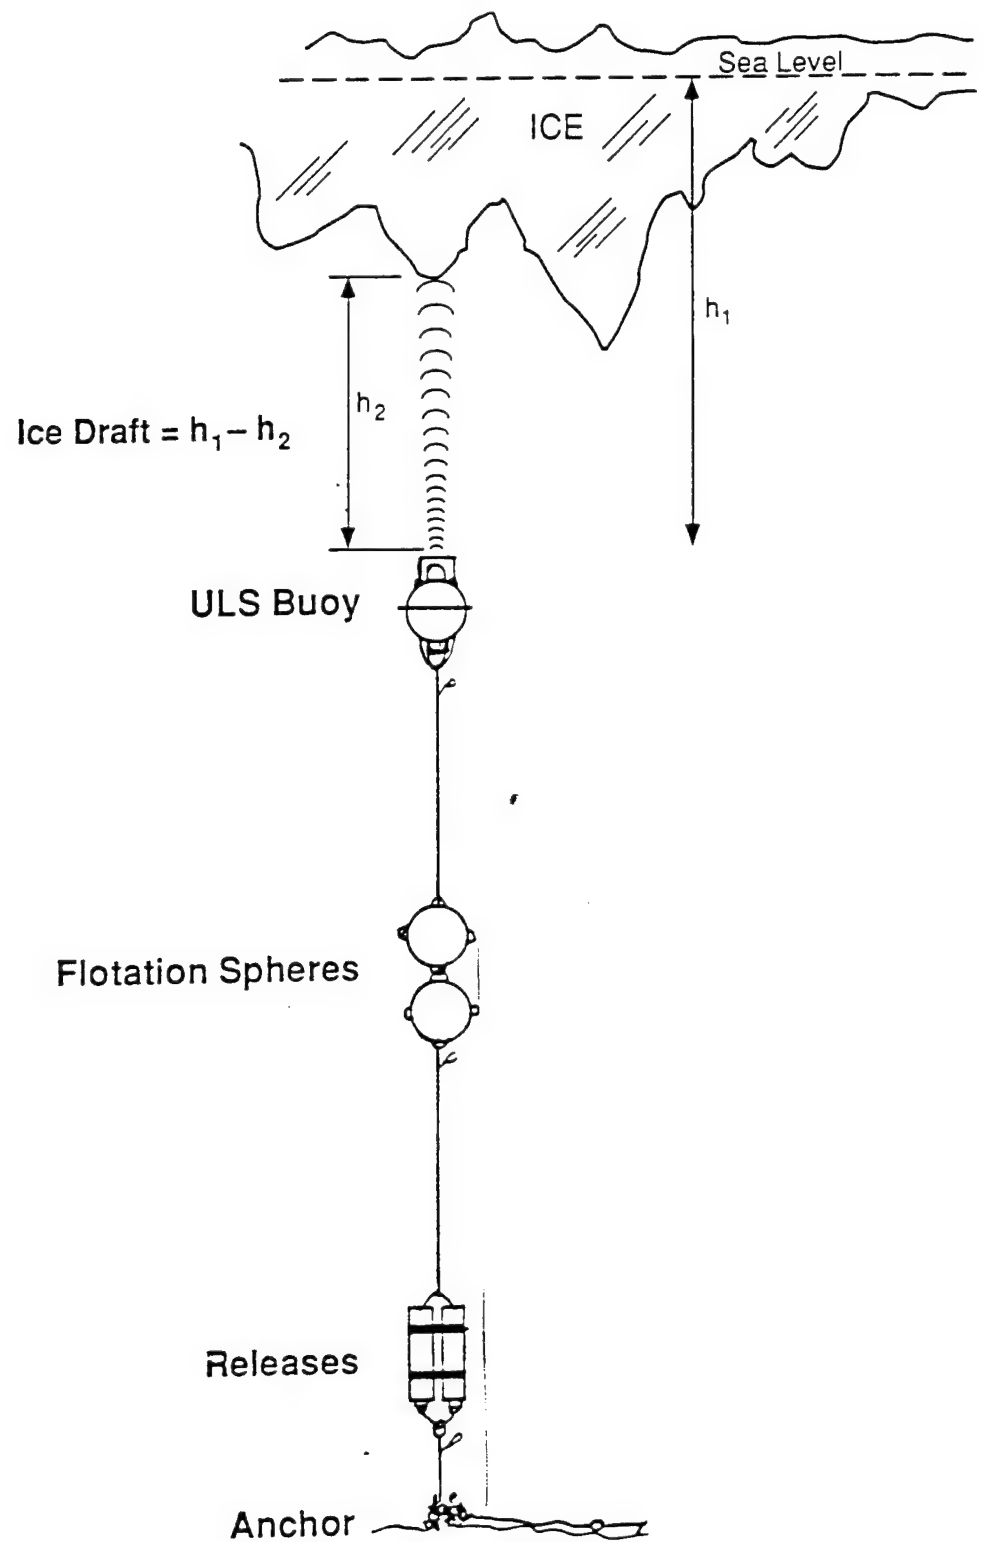 Sea Level
ICE
h₁
h₂
Ice Draft = h₁ – h₂
ULS Buoy
Flotation Spheres
Releases
Anchor